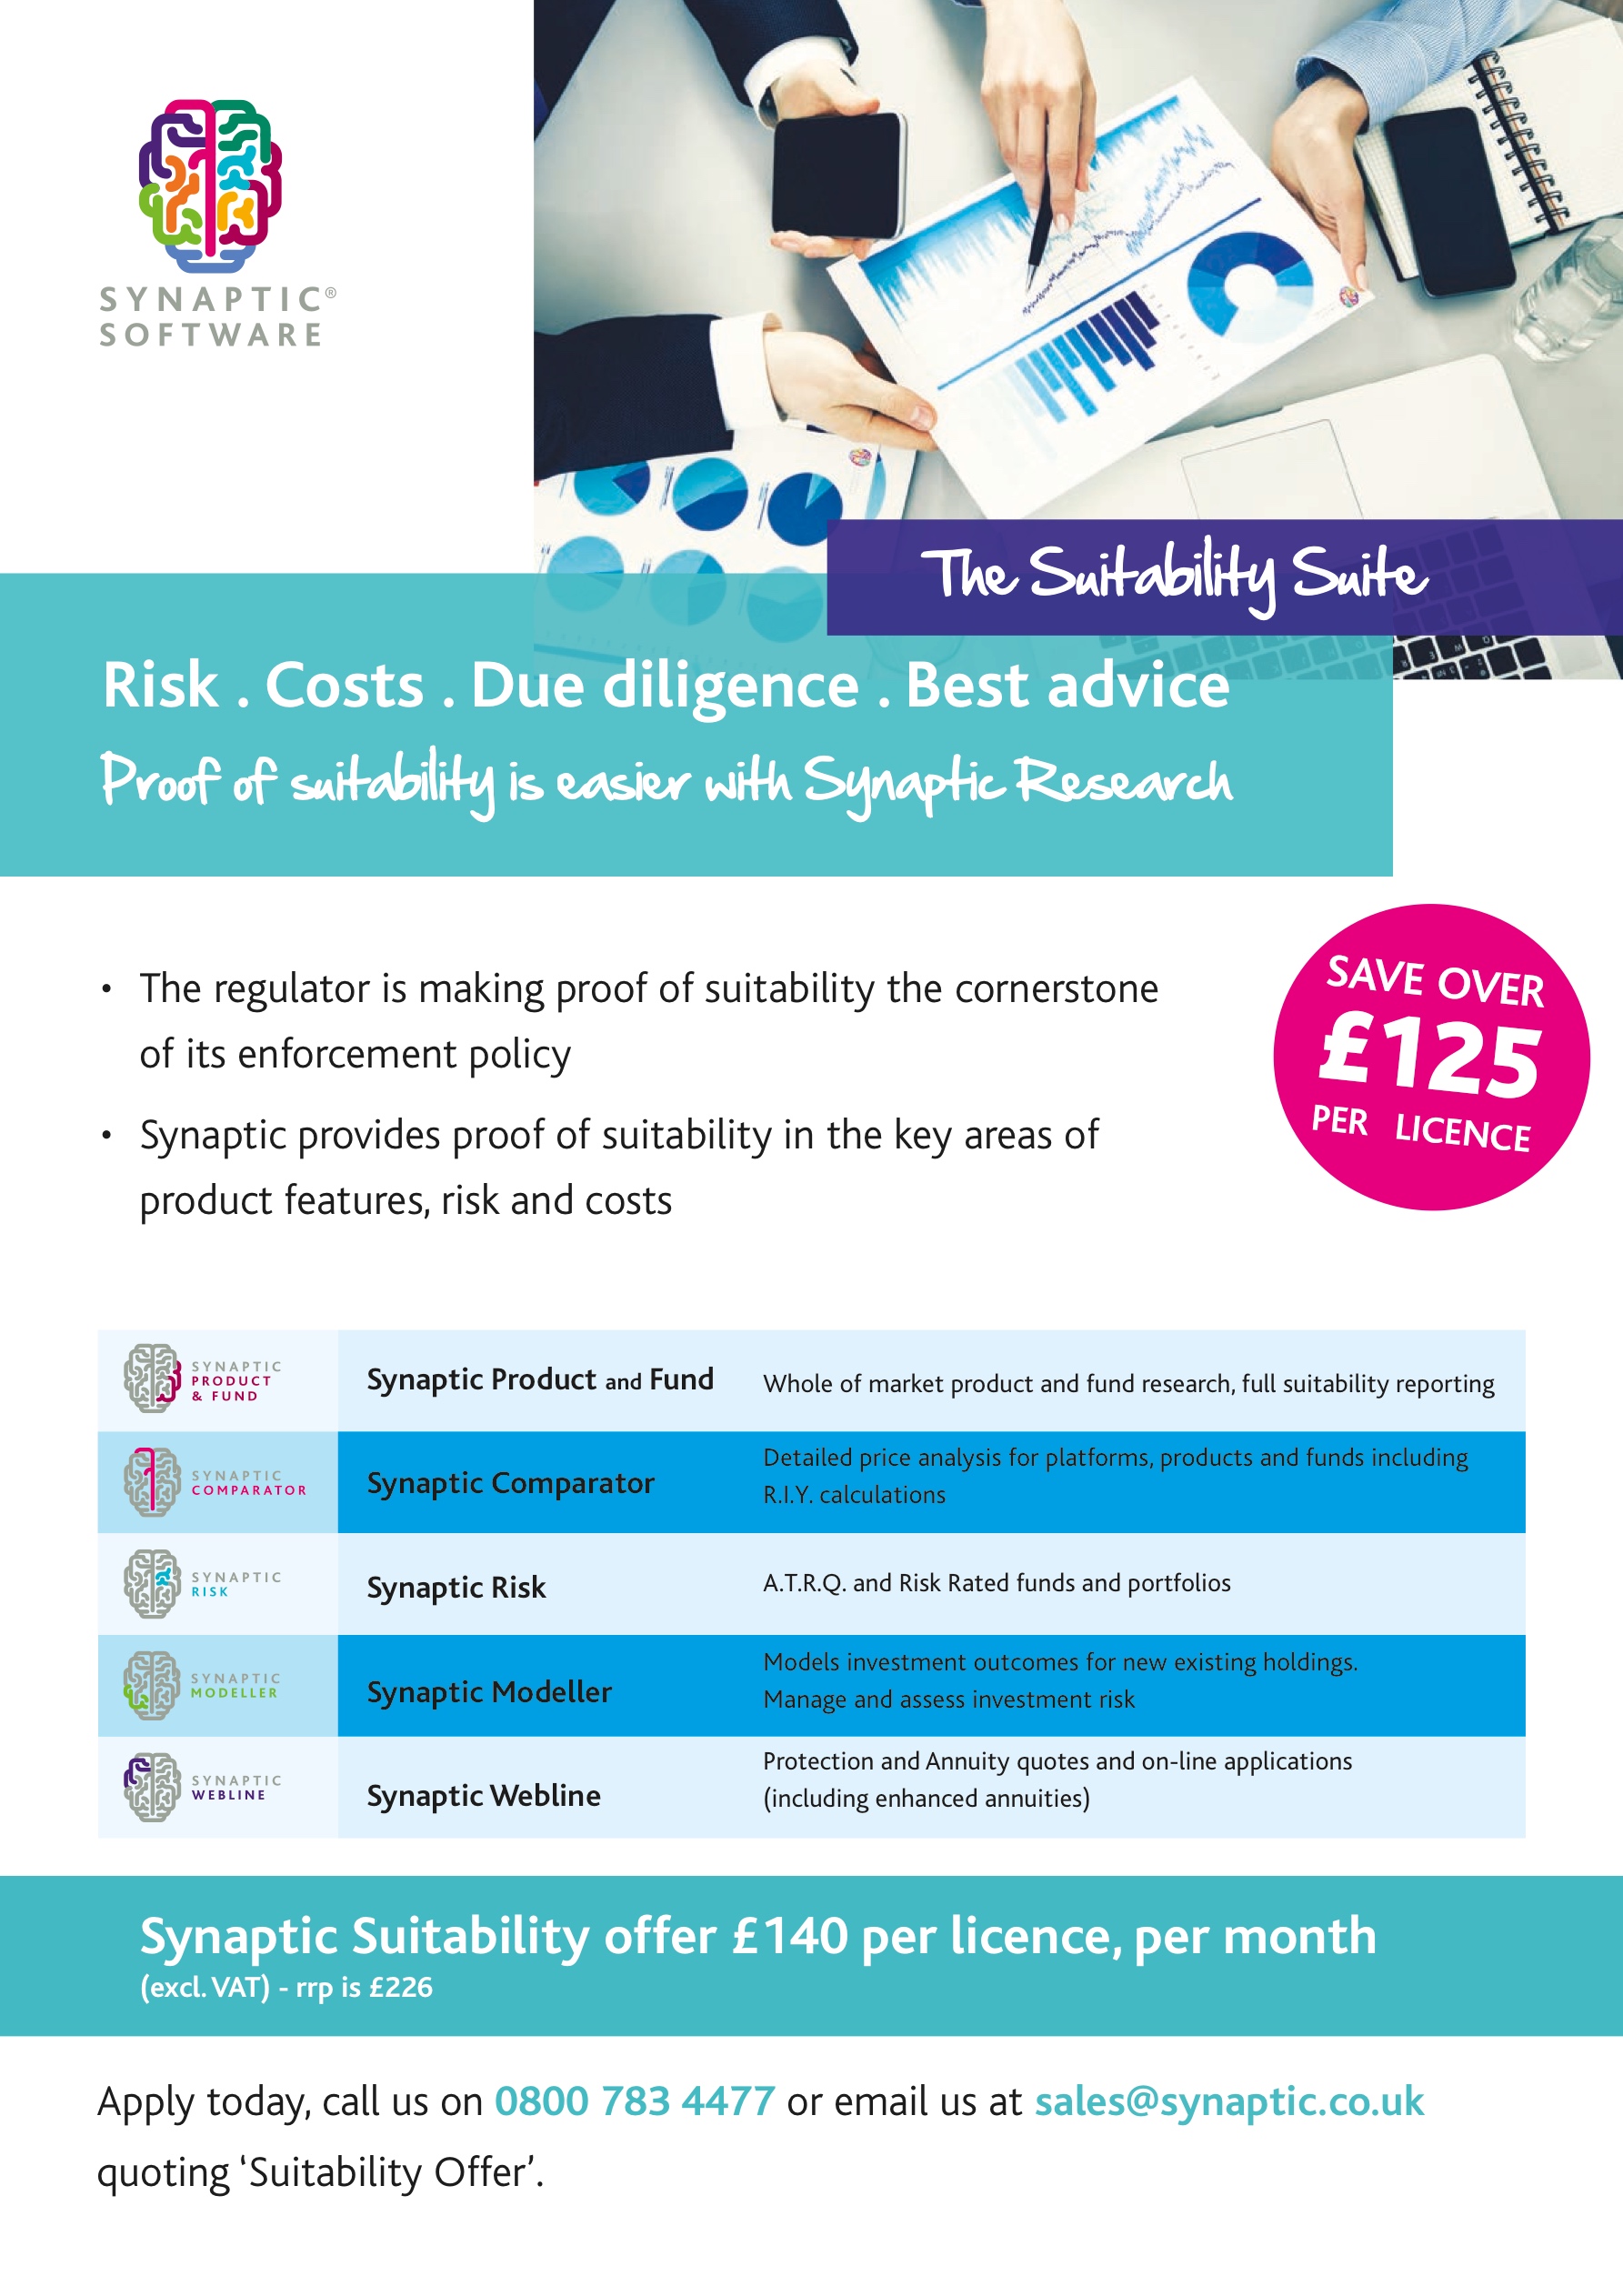 SYNAPTIC®
SOFTWARE
The Suitability Suite
Risk . Costs . Due diligence . Best advice
Proof of suitability is easier with Synaptic Research
• The regulator is making proof of suitability the cornerstone
of its enforcement policy
• Synaptic provides proof of suitability in the key areas of
product features, risk and costs
SAVE OVER
£125
PER LICENCE
SYNAPTIC
PRODUCT
& FUND
Synaptic Product and Fund
Whole of market product and fund research, full suitability reporting
SYNAPTIC
COMPARATOR
Synaptic Comparator
Detailed price analysis for platforms, products and funds including
R.I.Y. calculations
SYNAPTIC
RISK
Synaptic Risk
A.T.R.Q. and Risk Rated funds and portfolios
SYNAPTIC
MODELLER
Synaptic Modeller
Models investment outcomes for new existing holdings.
Manage and assess investment risk
SYNAPTIC
WEBLINE
Synaptic Webline
Protection and Annuity quotes and on-line applications
(including enhanced annuities)
Synaptic Suitability offer £140 per licence, per month
(excl. VAT) - rrp is £226
Apply today, call us on 0800 783 4477 or email us at sales@synaptic.co.uk
quoting ‘Suitability Offer’.